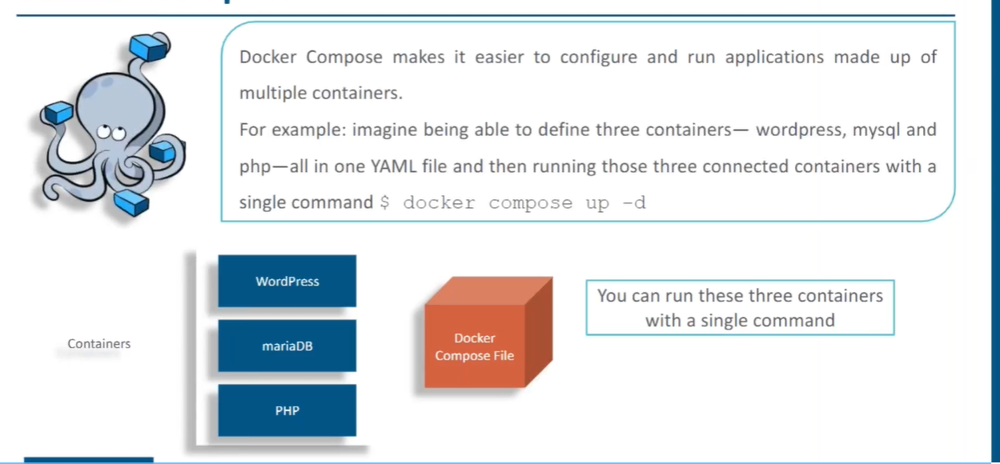 Docker Compose makes it easier to configure and run applications made up of
multiple containers.
For example: imagine being able to define three containers— wordpress, mysql and
php—all in one YAML file and then running those three connected containers with a
single command $ docker compose up -d
WordPress
You can run these three containers
with a single command
Docker
Compose File
Containers
mariaDB
PHP